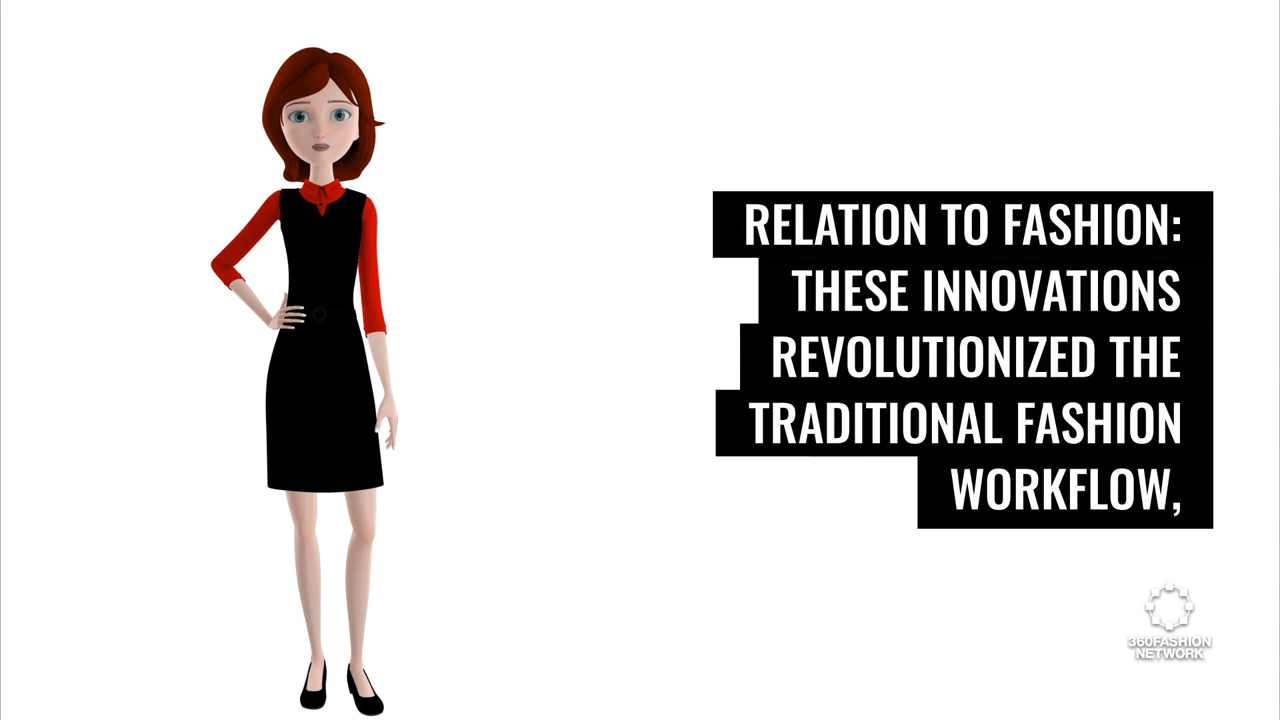 RELATION TO FASHION:
THESE INNOVATIONS
REVOLUTIONIZED THE
TRADITIONAL FASHION
WORKFLOW,
360FASHION
NETWORK